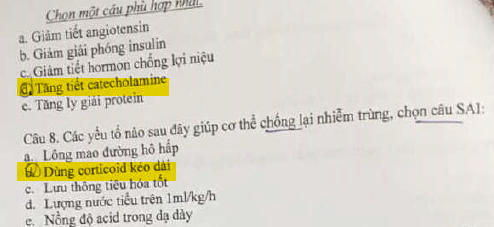 Chọn một câu phù hợp nhất.
a. Giảm tiết angiotensin
b. Giảm giải phóng insulin
c. Giảm tiết hormon chống lợi niệu
d. Tăng tiết catecholamine
e. Tăng ly giải protein
Câu 8. Các yếu tố nào sau đây giúp cơ thể chống lại nhiễm trùng, chọn câu SAI:
a. Lông mao đường hô hấp
b. Dùng corticoid kéo dài
c. Lưu thông tiêu hóa tốt
d. Lượng nước tiểu trên 1ml/kg/h
e. Nồng độ acid trong dạ dày